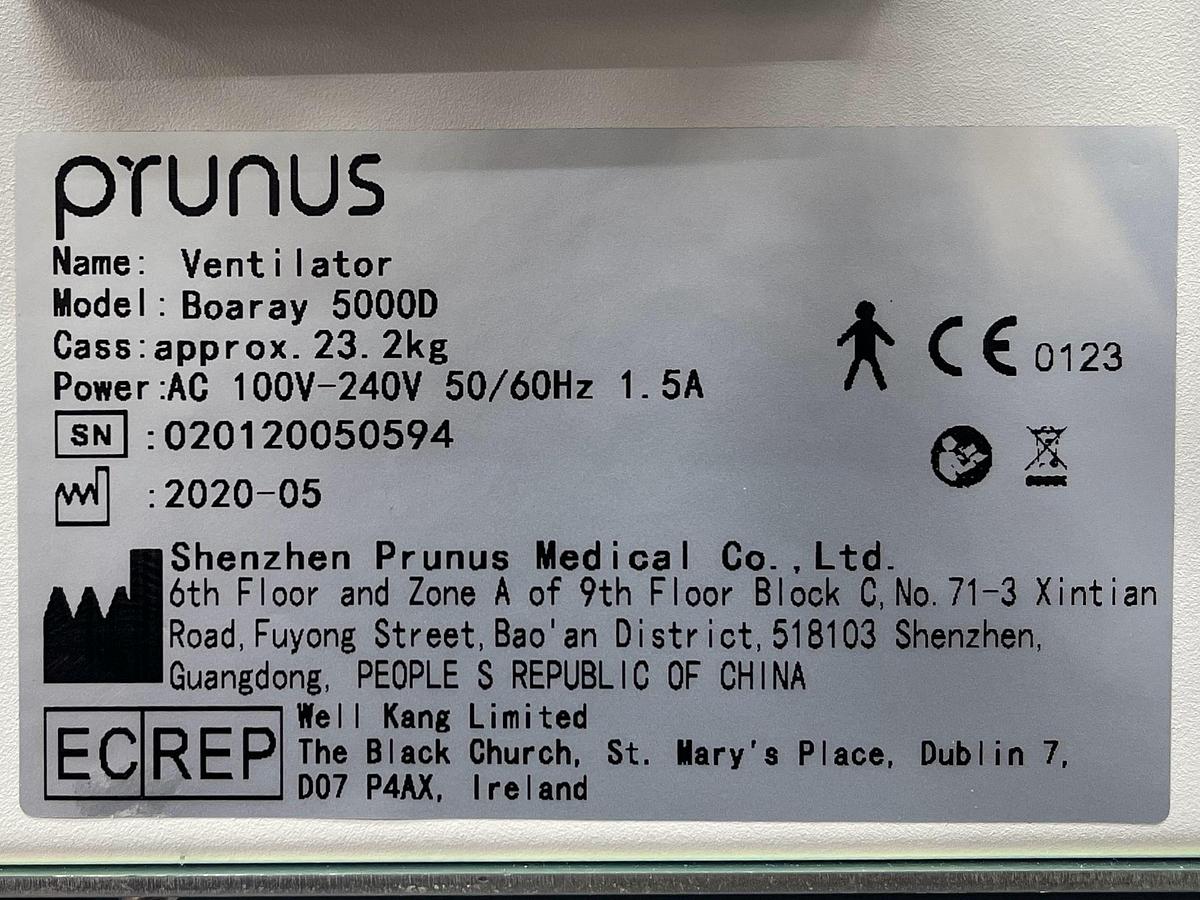 prunus
Name: Ventilator
Model: Boaray 5000D
Cass:approx. 23. 2kg
Power:AC 100V-240V 50/60Hz 1.5A
SN :020120050594
:2020-05
CE 0123
Shenzhen Prunus Medical Co.,Ltd.
6th Floor and Zone A of 9th Floor Block C, No. 71-3 Xintian
Road, Fuyong Street, Bao'an District, 518103 Shenzhen,
Guangdong, PEOPLE S REPUBLIC OF CHINA
EC REP
Well Kang Limited
The Black Church, St. Mary's Place, Dublin 7,
D07 P4AX, Ireland